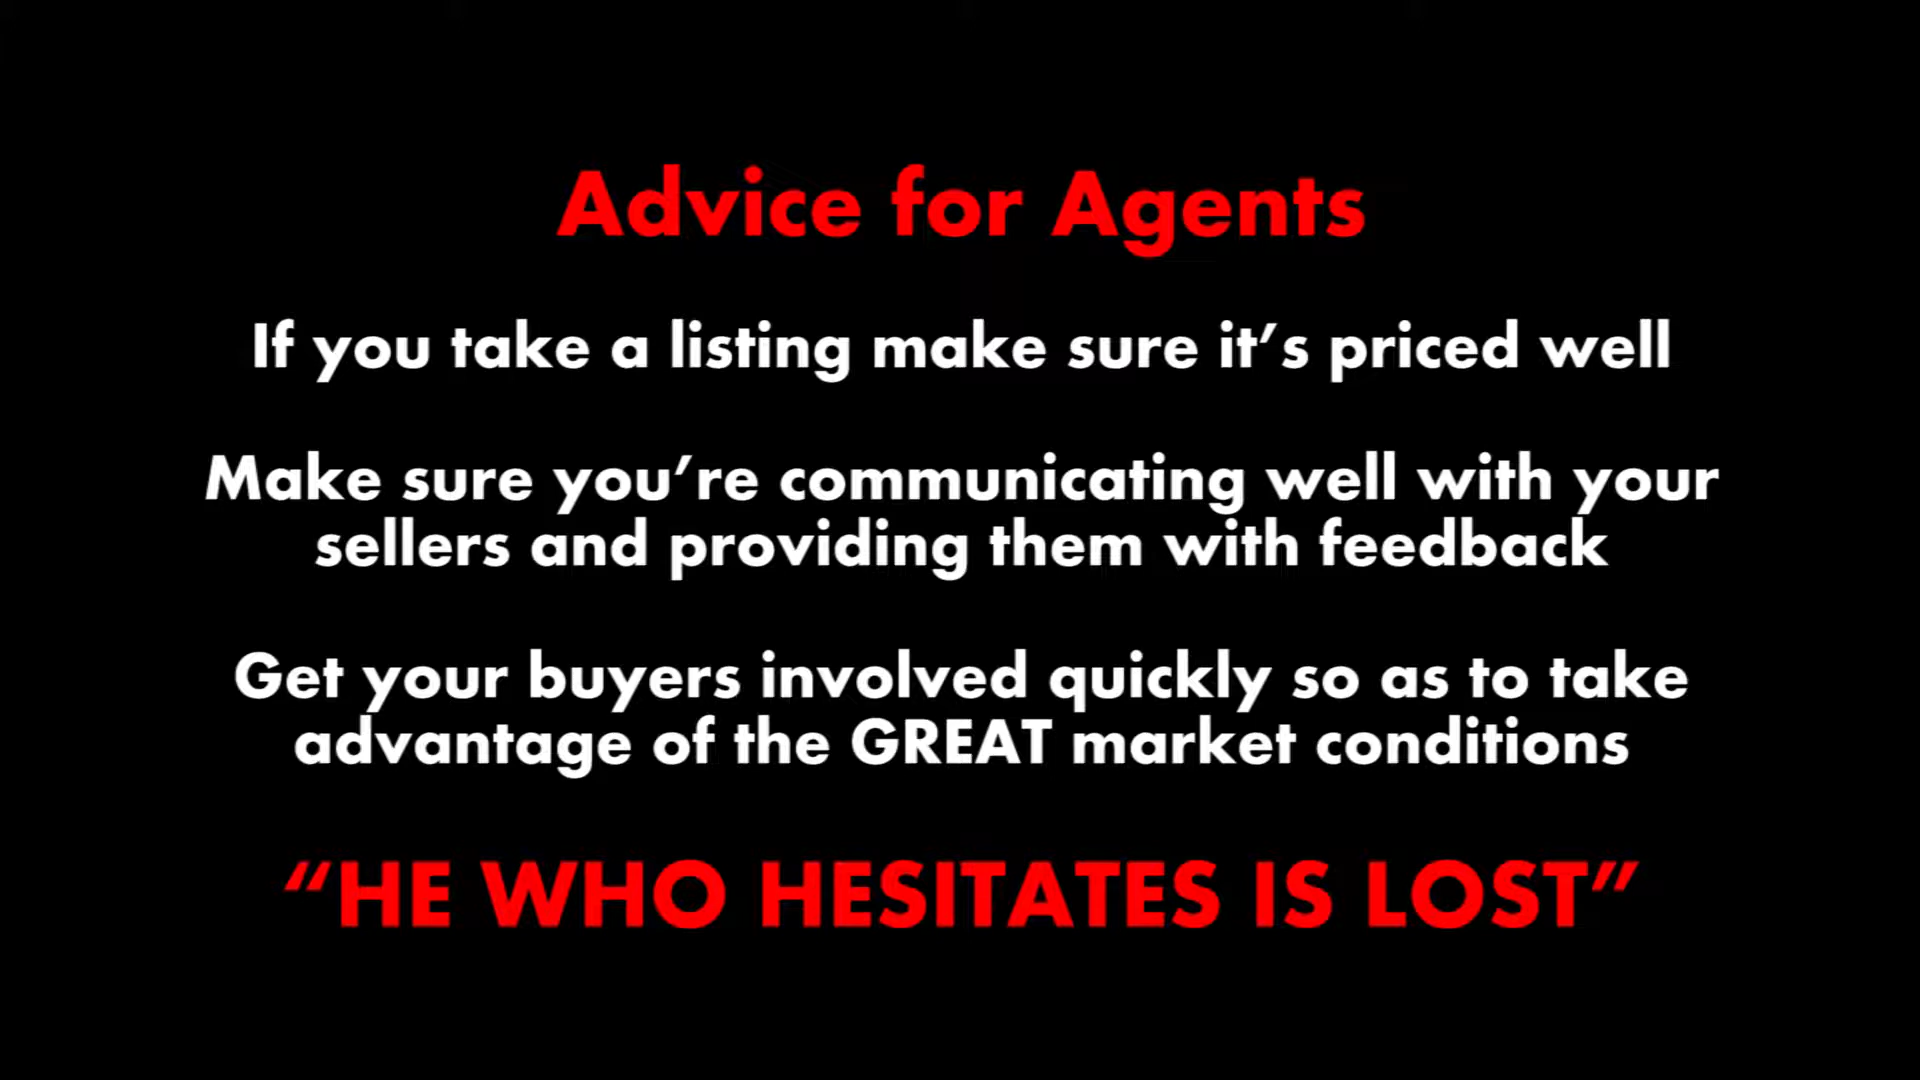 Advice for Agents
If you take a listing make sure it’s priced well
Make sure you’re communicating well with your
sellers and providing them with feedback
Get your buyers involved quickly so as to take
advantage of the GREAT market conditions
“HE WHO HESITATES IS LOST”